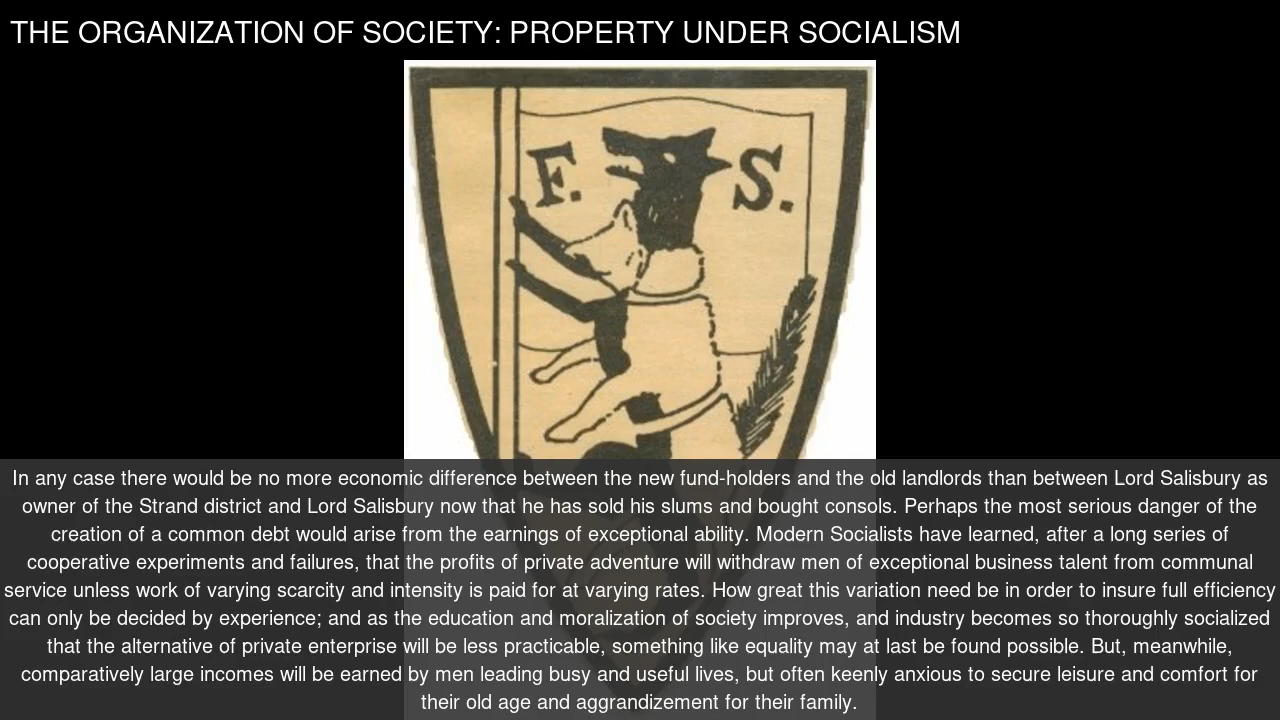 THE ORGANIZATION OF SOCIETY: PROPERTY UNDER SOCIALISM
F. S.
In any case there would be no more economic difference between the new fund-holders and the old landlords than between Lord Salisbury as
owner of the Strand district and Lord Salisbury now that he has sold his slums and bought consols. Perhaps the most serious danger of the
creation of a common debt would arise from the earnings of exceptional ability. Modern Socialists have learned, after a long series of
cooperative experiments and failures, that the profits of private adventure will withdraw men of exceptional business talent from communal
service unless work of varying scarcity and intensity is paid for at varying rates. How great this variation need be in order to insure full efficiency
can only be decided by experience; and as the education and moralization of society improves, and industry becomes so thoroughly socialized
that the alternative of private enterprise will be less practicable, something like equality may at last be found possible. But, meanwhile,
comparatively large incomes will be earned by men leading busy and useful lives, but often keenly anxious to secure leisure and comfort for
their old age and aggrandizement for their family.